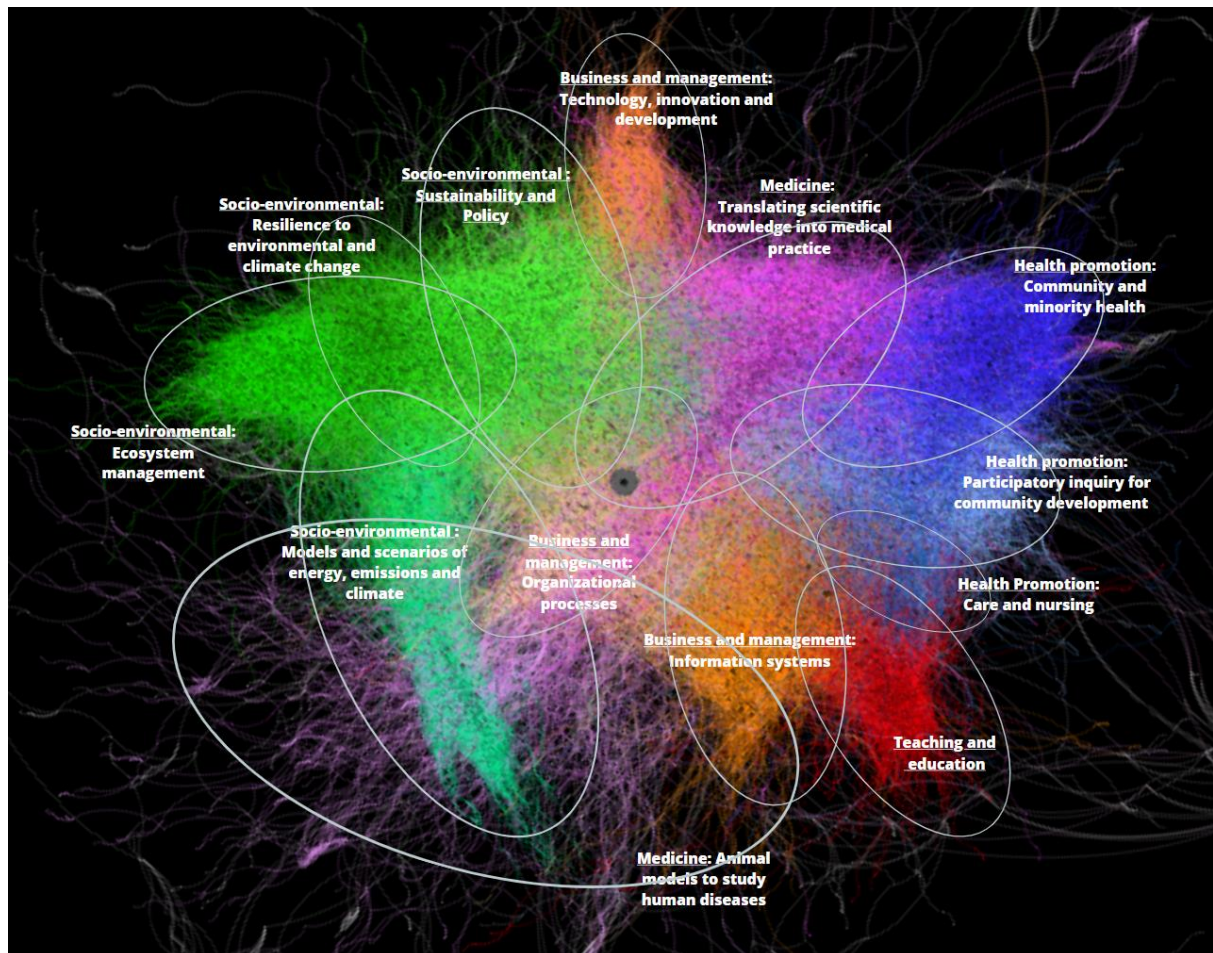 Business and management:
Technology, innovation and
development
Socio-environmental :
Sustainability and
Policy
Medicine:
Translating scientific
knowledge into medical
practice
Socio-environmental:
Resilience to
environmental and
climate change
Health promotion:
Community and
minority health
Socio-environmental:
Ecosystem
management
Health promotion:
Participatory inquiry for
community development
Socio-environmental :
Models and scenarios of
energy, emissions and
climate
Business and
management:
Organizational
processes
Health Promotion:
Care and nursing
Business and management:
Information systems
Teaching and
education
Medicine: Animal
models to study
human diseases